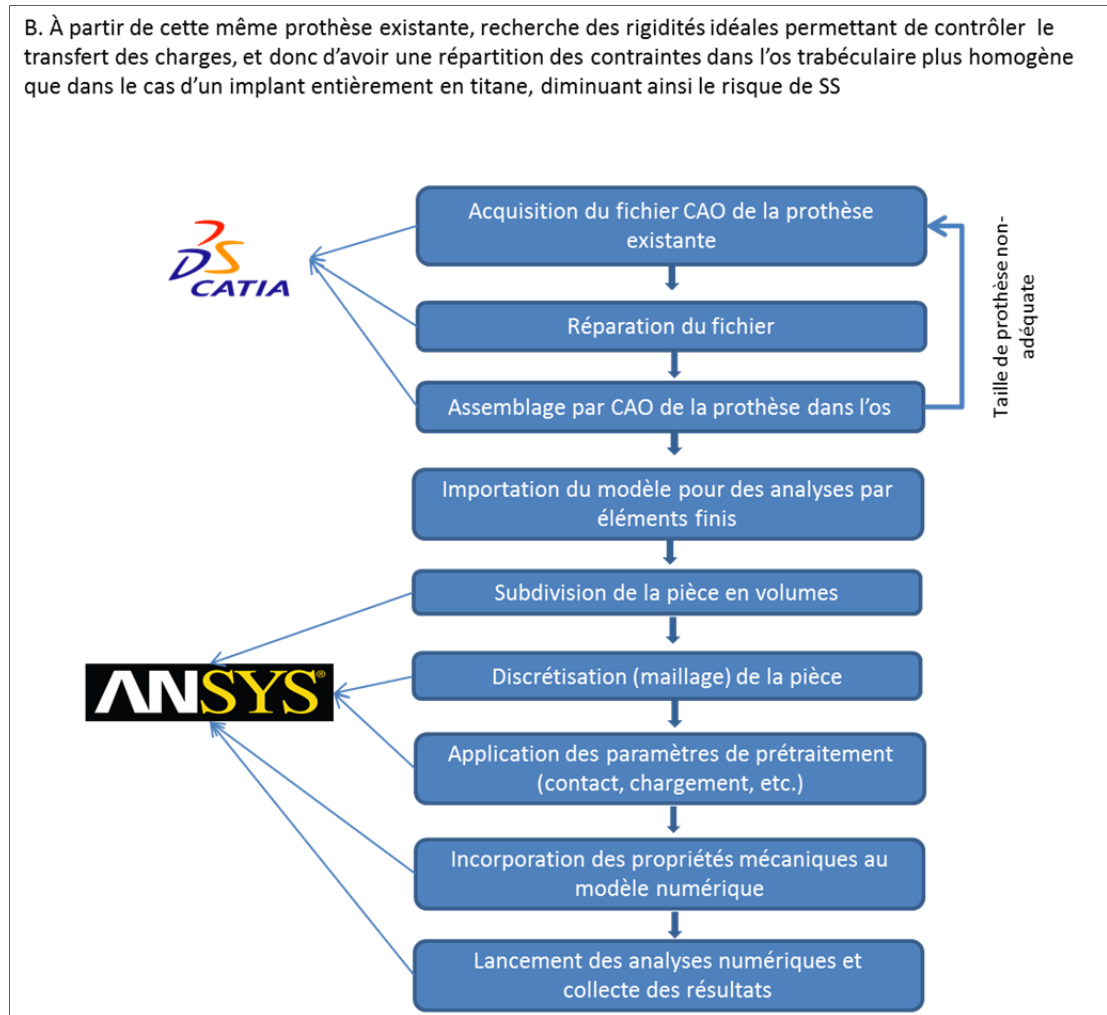 B. À partir de cette même prothèse existante, recherche des rigidités idéales permettant de contrôler le
transfert des charges, et donc d’avoir une répartition des contraintes dans l’os trabéculaire plus homogène
que dans le cas d’un implant entièrement en titane, diminuant ainsi le risque de SS
Acquisition du fichier CAO de la prothèse
existante
CATIA
Réparation du fichier
Taille de prothèse non-
adéquate
Assemblage par CAO de la prothèse dans l’os
Importation du modèle pour des analyses par
éléments finis
Subdivision de la pièce en volumes
ANSYS®
Discrétisation (maillage) de la pièce
Application des paramètres de prétraitement
(contact, chargement, etc.)
Incorporation des propriétés mécaniques au
modèle numérique
Lancement des analyses numériques et
collecte des résultats